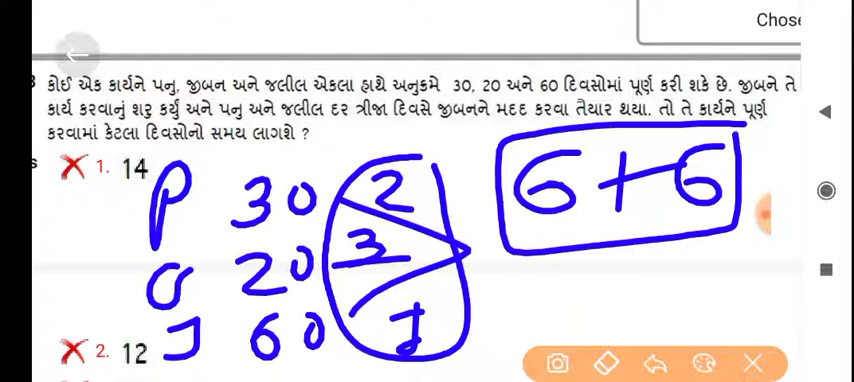 Chose
કોઈ એક કાર્યને પનુ, જીબન અને જલીલ એકલા હાથે અનુક્રમે 30, 20 અને 60 દિવસોમાં પૂર્ણ કરી શકે છે. જીબને તે
કાર્ય કરવાનું શરુ કર્યું અને પનુ અને જલીલ દર ત્રીજા દિવસે જીબનને મદદ કરવા તૈયાર થયા. તો તે કાર્યને પૂર્ણ
કરવામાં કેટલા દિવસોનો સમય લાગશે ?
s
1. 14
P 30 2 6+6
20 3
J 60 1
2. 12